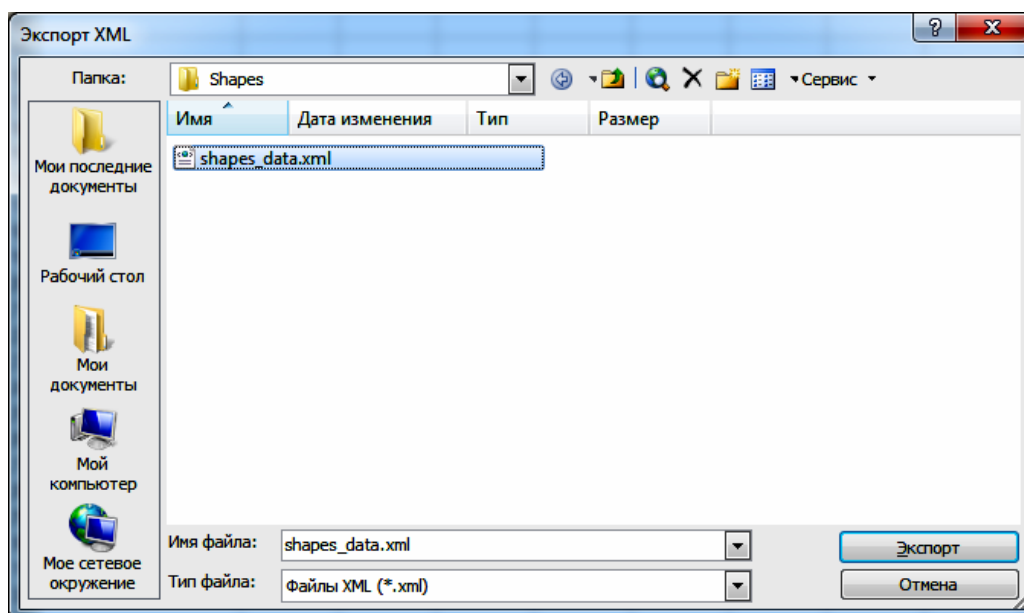 Экспорт XML
Папка:
Shapes
Сервис
Имя
Дата изменения
Тип
Размер
shapes_data.xml
Мои последние
документы
Рабочий стол
Мои
документы
Мой
компьютер
Мое сетевое
окружение
Имя файла:
shapes_data.xml
Экспорт
Тип файла:
Файлы XML (*.xml)
Отмена